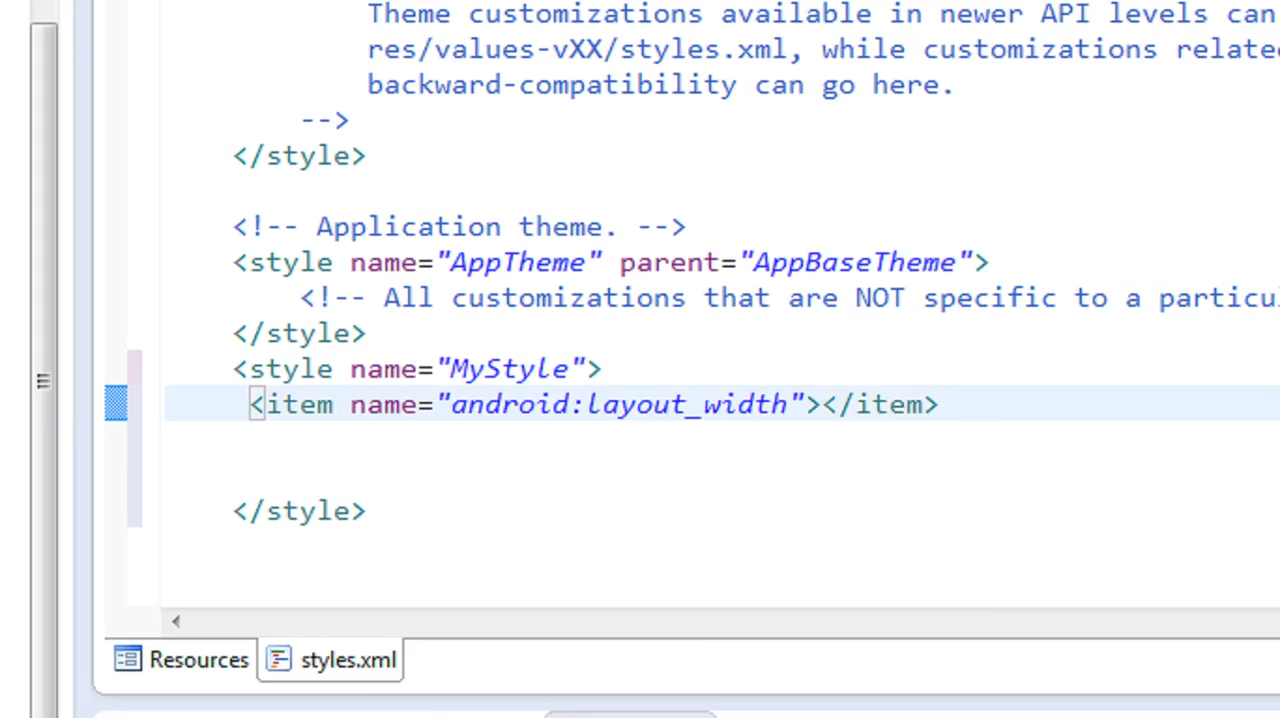 Theme customizations available in newer API levels can
res/values-vXX/styles.xml, while customizations
backward-compatibility can go here.
-->
</style>
<!-- Application theme. -->
<style name="AppTheme" parent="AppBaseTheme">
<!-- All customizations that are NOT specific to a
</style>
<style name="MyStyle">
<item name="android:layout_width"></item>
</style>
Resources styles.xml